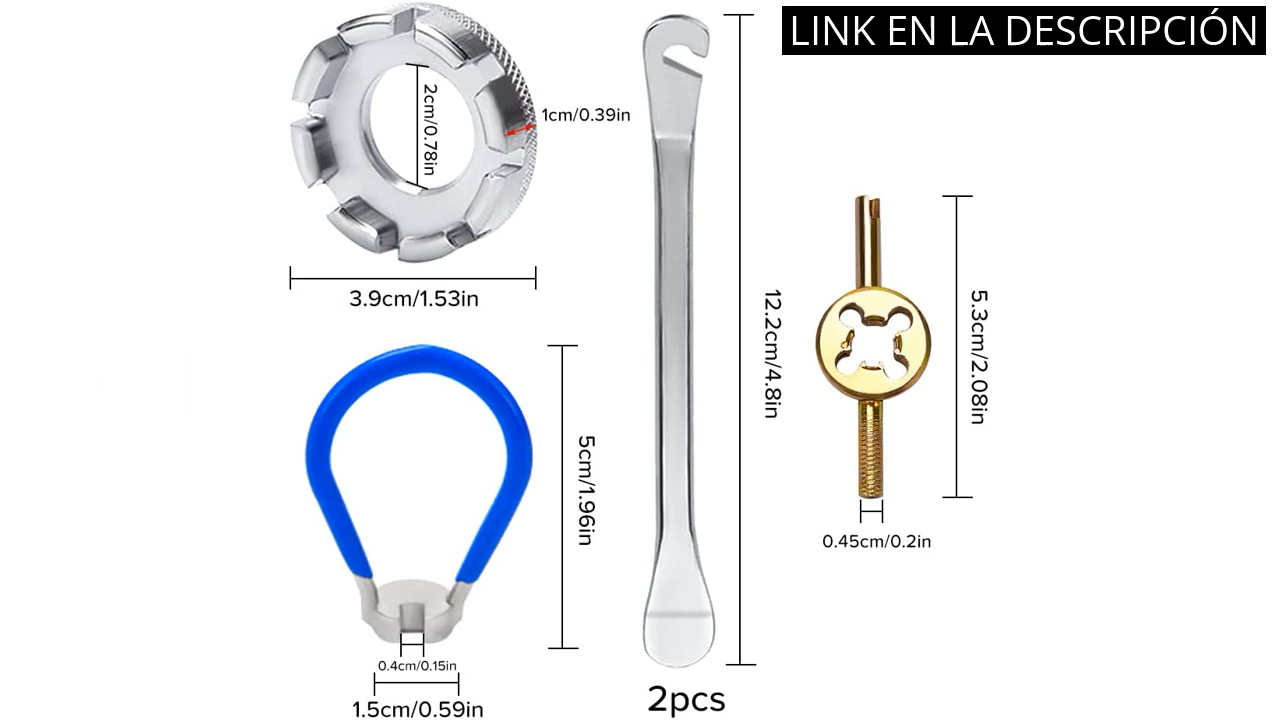 LINK EN LA DESCRIPCIÓN
2cm/0.78in
1cm/0.39in
3.9cm/1.53in
12.2cm/4.8in
5.3cm/2.08in
5cm/1.96in
0.45cm/0.2in
0.4cm/0.15in
1.5cm/0.59in
2pcs